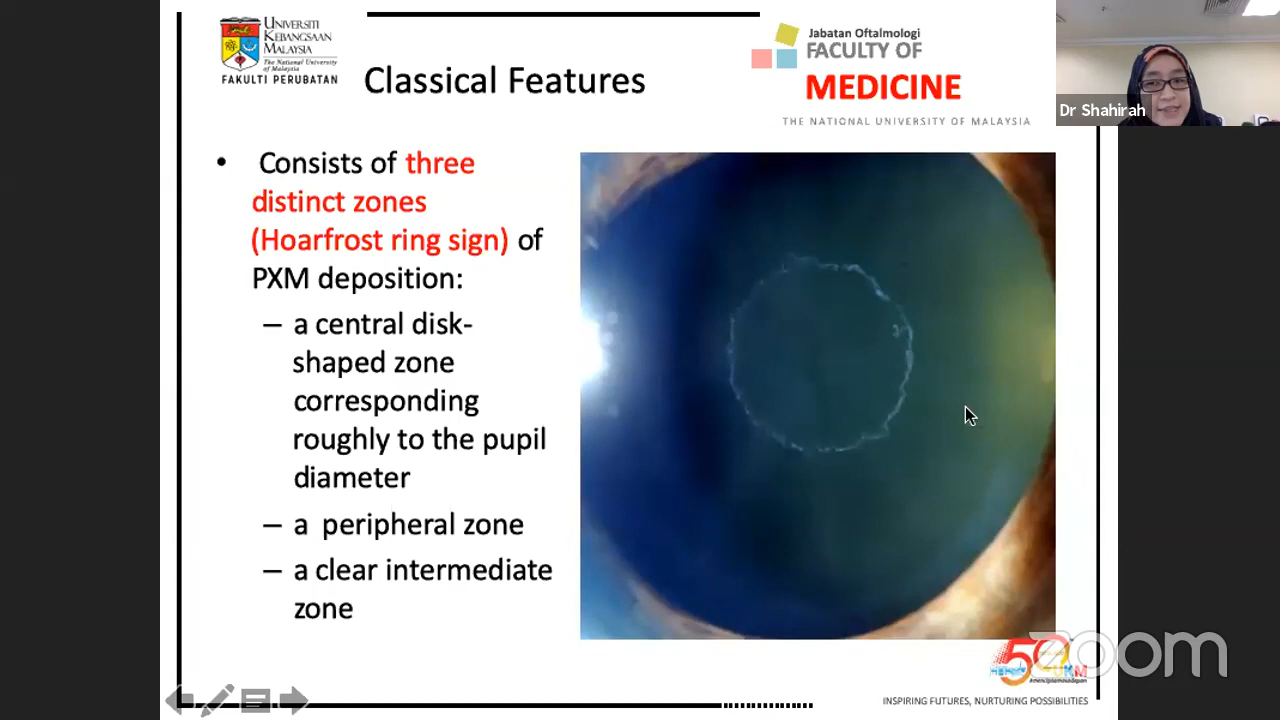 UNIVERSITI
KEBANGSAAN
MALAYSIA
The National University
of Malaysia
FAKULTI PERUBATAN
Classical Features
Jabatan Oftalmologi
FACULTY OF
MEDICINE
THE NATIONAL UNIVERSITY OF MALAYSIA
Dr Shahirah
• Consists of three
distinct zones
(Hoarfrost ring sign) of
PXM deposition:
– a central disk-
shaped zone
corresponding
roughly to the pupil
diameter
– a peripheral zone
– a clear intermediate
zone
50
UKM
zoom
INSPIRING FUTURES, NURTURING POSSIBILITIES